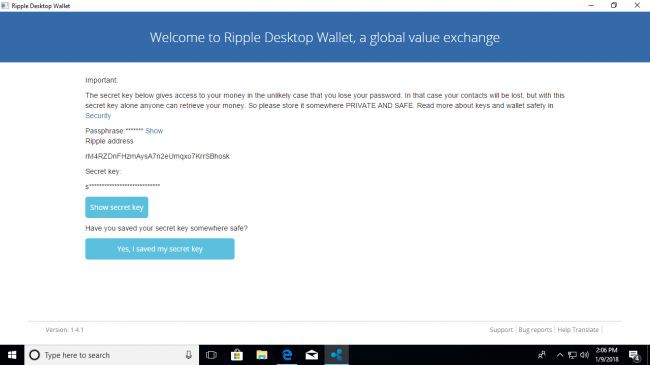 Ripple Desktop Wallet
Welcome to Ripple Desktop Wallet, a global value exchange
Important:
The secret key below gives access to your money in the unlikely case that you lose your password. In that case your contacts will be lost, but with this
secret key alone anyone can retrieve your money. So please store it somewhere PRIVATE AND SAFE. Read more about keys and wallet safety in
Security
Passphrase:******* Show
Ripple address
rM4RZDnFHzmAysA7n2eUmqxo7KrrSBhosk
Secret key:
s****************************
Show secret key
Have you saved your secret key somewhere safe?
Yes, I saved my secret key
Version: 1.4.1
Support Bug reports Help Translate
Type here to search
2:06 PM
1/9/2018
4